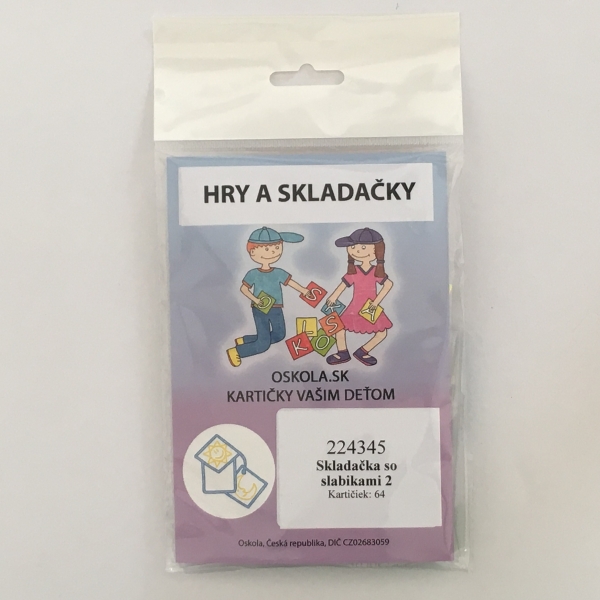 HRY A SKLADAČKY
S
K
L
S
K
O
OSKOLA.SK
KARTIČKY VAŠIM DEŤOM
224345
Skladačka so
slabikami 2
Kartičiek: 64
Oskola, Česká republika, DIČ CZ02683059